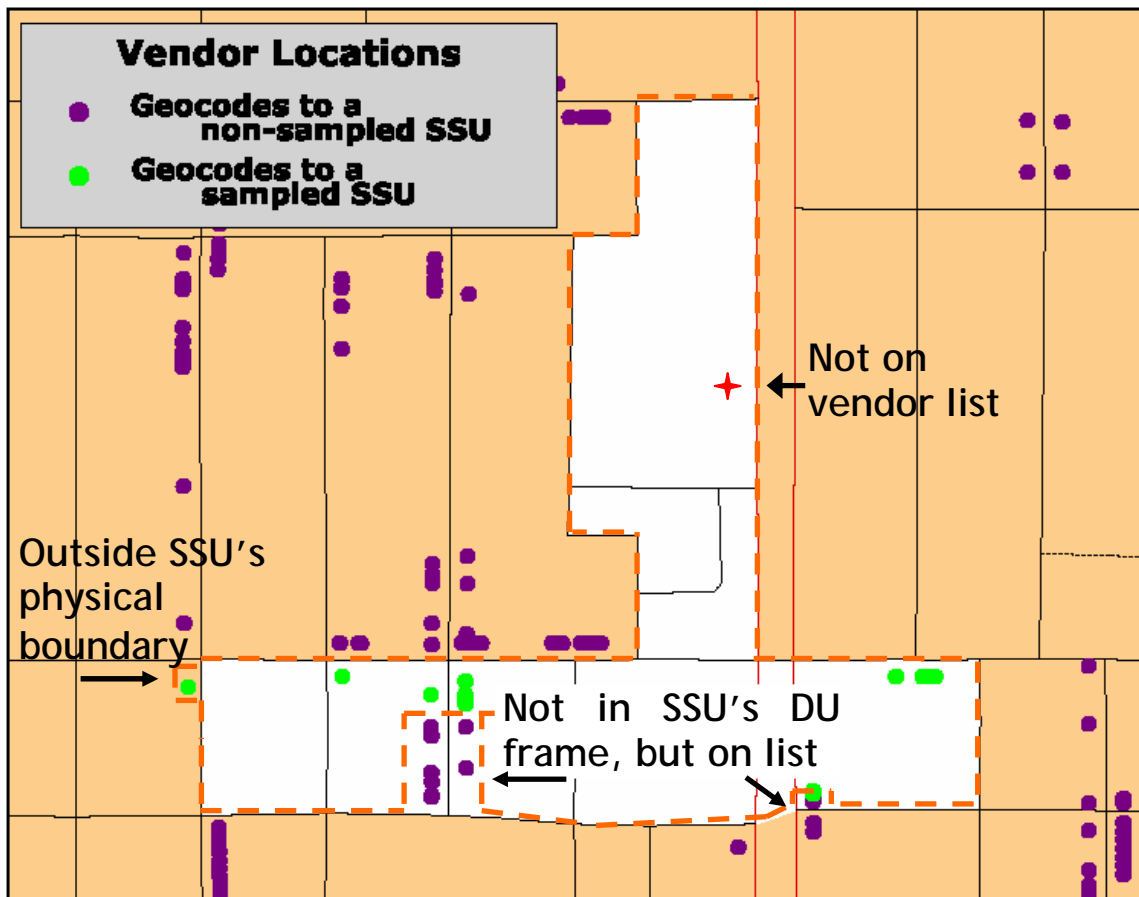 Vendor Locations
Geocodes to a
non-sampled SSU
Geocodes to a
sampled SSU
Not on
vendor list
Outside SSU's
physical
boundary
Not in SSU's DU
frame, but on list